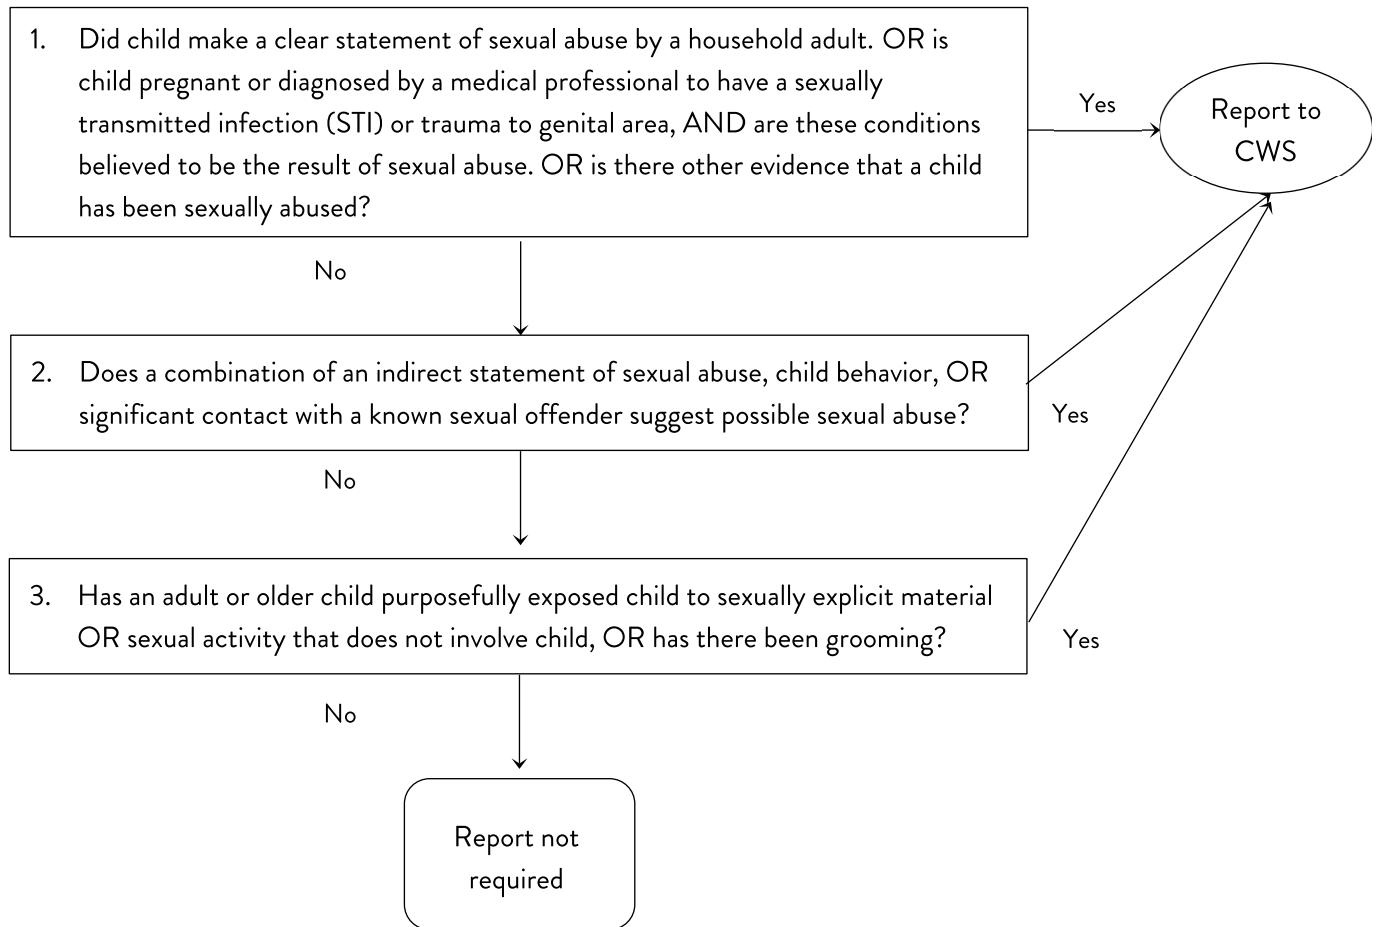 1. Did child make a clear statement of sexual abuse by a household adult. OR is
child pregnant or diagnosed by a medical professional to have a sexually
transmitted infection (STI) or trauma to genital area, AND are these conditions
believed to be the result of sexual abuse. OR is there other evidence that a child
has been sexually abused?
Yes
Report to
CWS
No
2. Does a combination of an indirect statement of sexual abuse, child behavior, OR
significant contact with a known sexual offender suggest possible sexual abuse?
Yes
No
3. Has an adult or older child purposefully exposed child to sexually explicit material
OR sexual activity that does not involve child, OR has there been grooming?
Yes
No
Report not
required